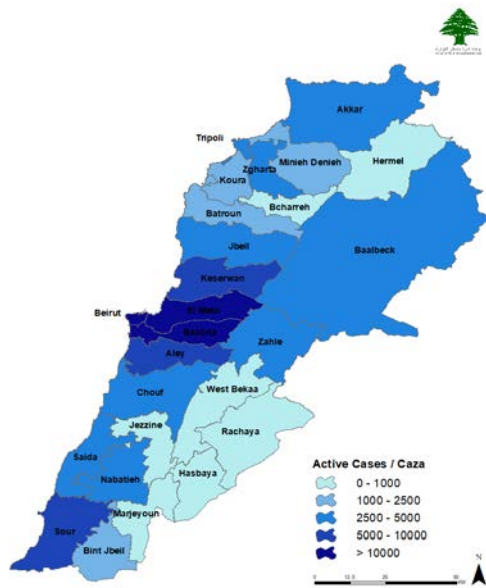 Akkar
Tripoli
Hermel
Minieh Denieh
Zgharta
Koura
Bcharreh
Batroun
Jbeil
Baalbeck
Keserwan
El Metn
Beirut
Baabda
Zahle
Aley
West Bekaa
Chouf
Jezzine
Rachaya
Saida
Hasbaya
Nabatieh
Marjeyoun
Sour
Bint Jbeil
Active Cases / Caza
0 - 1000
1000 - 2500
2500 - 5000
5000 - 10000
> 10000
N